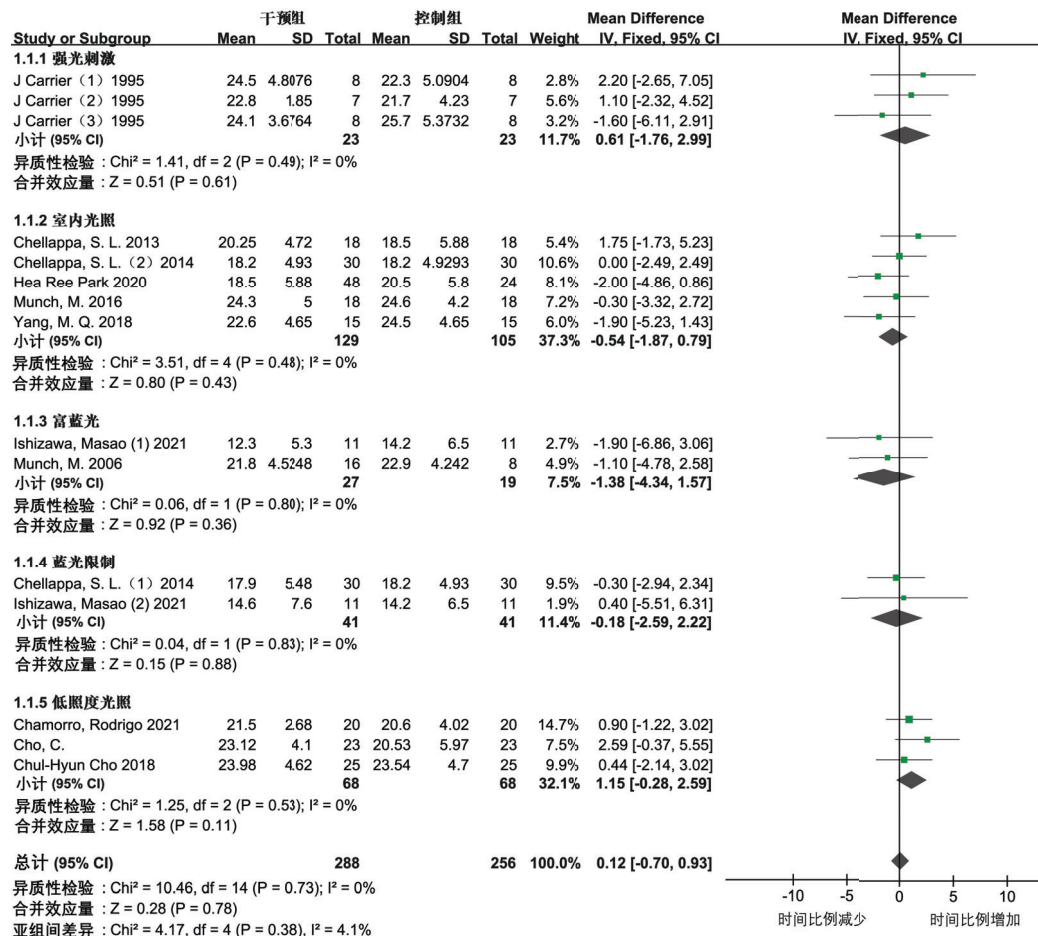 干预组 控制组 Mean Difference Mean Difference
Study or Subgroup Mean SD Total Mean SD Total Weight IV, Fixed, 95% CI IV, Fixed, 95% CI
1.1.1 强光刺激
J Carrier（1）1995 24.5 4.8076 8 22.3 5.0904 8 2.8% 2.20 [-2.65, 7.05]
J Carrier（2）1995 22.8 1.85 7 21.7 4.23 7 5.6% 1.10 [-2.32, 4.52]
J Carrier（3）1995 24.1 3.6764 8 25.7 5.3732 8 3.2% -1.60 [-6.11, 2.91]
小计 (95% CI) 23 23 11.7% 0.61 [-1.76, 2.99]
异质性检验 : Chi² = 1.41, df = 2 (P = 0.49); I² = 0%
合并效应量 : Z = 0.51 (P = 0.61)
1.1.2 室内光照
Chellappa, S. L. 2013 20.25 4.72 18 18.5 5.88 18 5.4% 1.75 [-1.73, 5.23]
Chellappa, S. L.（2）2014 18.2 4.93 30 18.2 4.9293 30 10.6% 0.00 [-2.49, 2.49]
Hea Ree Park 2020 18.5 5.88 48 20.5 5.8 24 8.1% -2.00 [-4.86, 0.86]
Munch, M. 2016 24.3 5 18 24.6 4.2 18 7.2% -0.30 [-3.32, 2.72]
Yang, M. Q. 2018 22.6 4.65 15 24.5 4.65 15 6.0% -1.90 [-5.23, 1.43]
小计 (95% CI) 129 105 37.3% -0.54 [-1.87, 0.79]
异质性检验 : Chi² = 3.51, df = 4 (P = 0.48); I² = 0%
合并效应量 : Z = 0.80 (P = 0.43)
1.1.3 富蓝光
Ishizawa, Masao (1) 2021 12.3 5.3 11 14.2 6.5 11 2.7% -1.90 [-6.86, 3.06]
Munch, M. 2006 21.8 4.5248 16 22.9 4.242 8 4.9% -1.10 [-4.78, 2.58]
小计 (95% CI) 27 19 7.5% -1.38 [-4.34, 1.57]
异质性检验 : Chi² = 0.06, df = 1 (P = 0.80); I² = 0%
合并效应量 : Z = 0.92 (P = 0.36)
1.1.4 蓝光限制
Chellappa, S. L.（1）2014 17.9 5.48 30 18.2 4.93 30 9.5% -0.30 [-2.94, 2.34]
Ishizawa, Masao (2) 2021 14.6 7.6 11 14.2 6.5 11 1.9% 0.40 [-5.51, 6.31]
小计 (95% CI) 41 41 11.4% -0.18 [-2.59, 2.22]
异质性检验 : Chi² = 0.04, df = 1 (P = 0.83); I² = 0%
合并效应量 : Z = 0.15 (P = 0.88)
1.1.5 低照度光照
Chamorro, Rodrigo 2021 21.5 2.68 20 20.6 4.02 20 14.7% 0.90 [-1.22, 3.02]
Cho, C. 23.12 4.1 23 20.53 5.97 23 7.5% 2.59 [-0.37, 5.55]
Chul-Hyun Cho 2018 23.98 4.62 25 23.54 4.7 25 9.9% 0.44 [-2.14, 3.02]
小计 (95% CI) 68 68 32.1% 1.15 [-0.28, 2.59]
异质性检验 : Chi² = 1.25, df = 2 (P = 0.53); I² = 0%
合并效应量 : Z = 1.58 (P = 0.11)
总计 (95% CI) 288 256 100.0% 0.12 [-0.70, 0.93]
异质性检验 : Chi² = 10.46, df = 14 (P = 0.73); I² = 0%
合并效应量 : Z = 0.28 (P = 0.78)
亚组间差异 : Chi² = 4.17, df = 4 (P = 0.38), I² = 4.1%
-10 -5 0 5 10
时间比例减少 时间比例增加